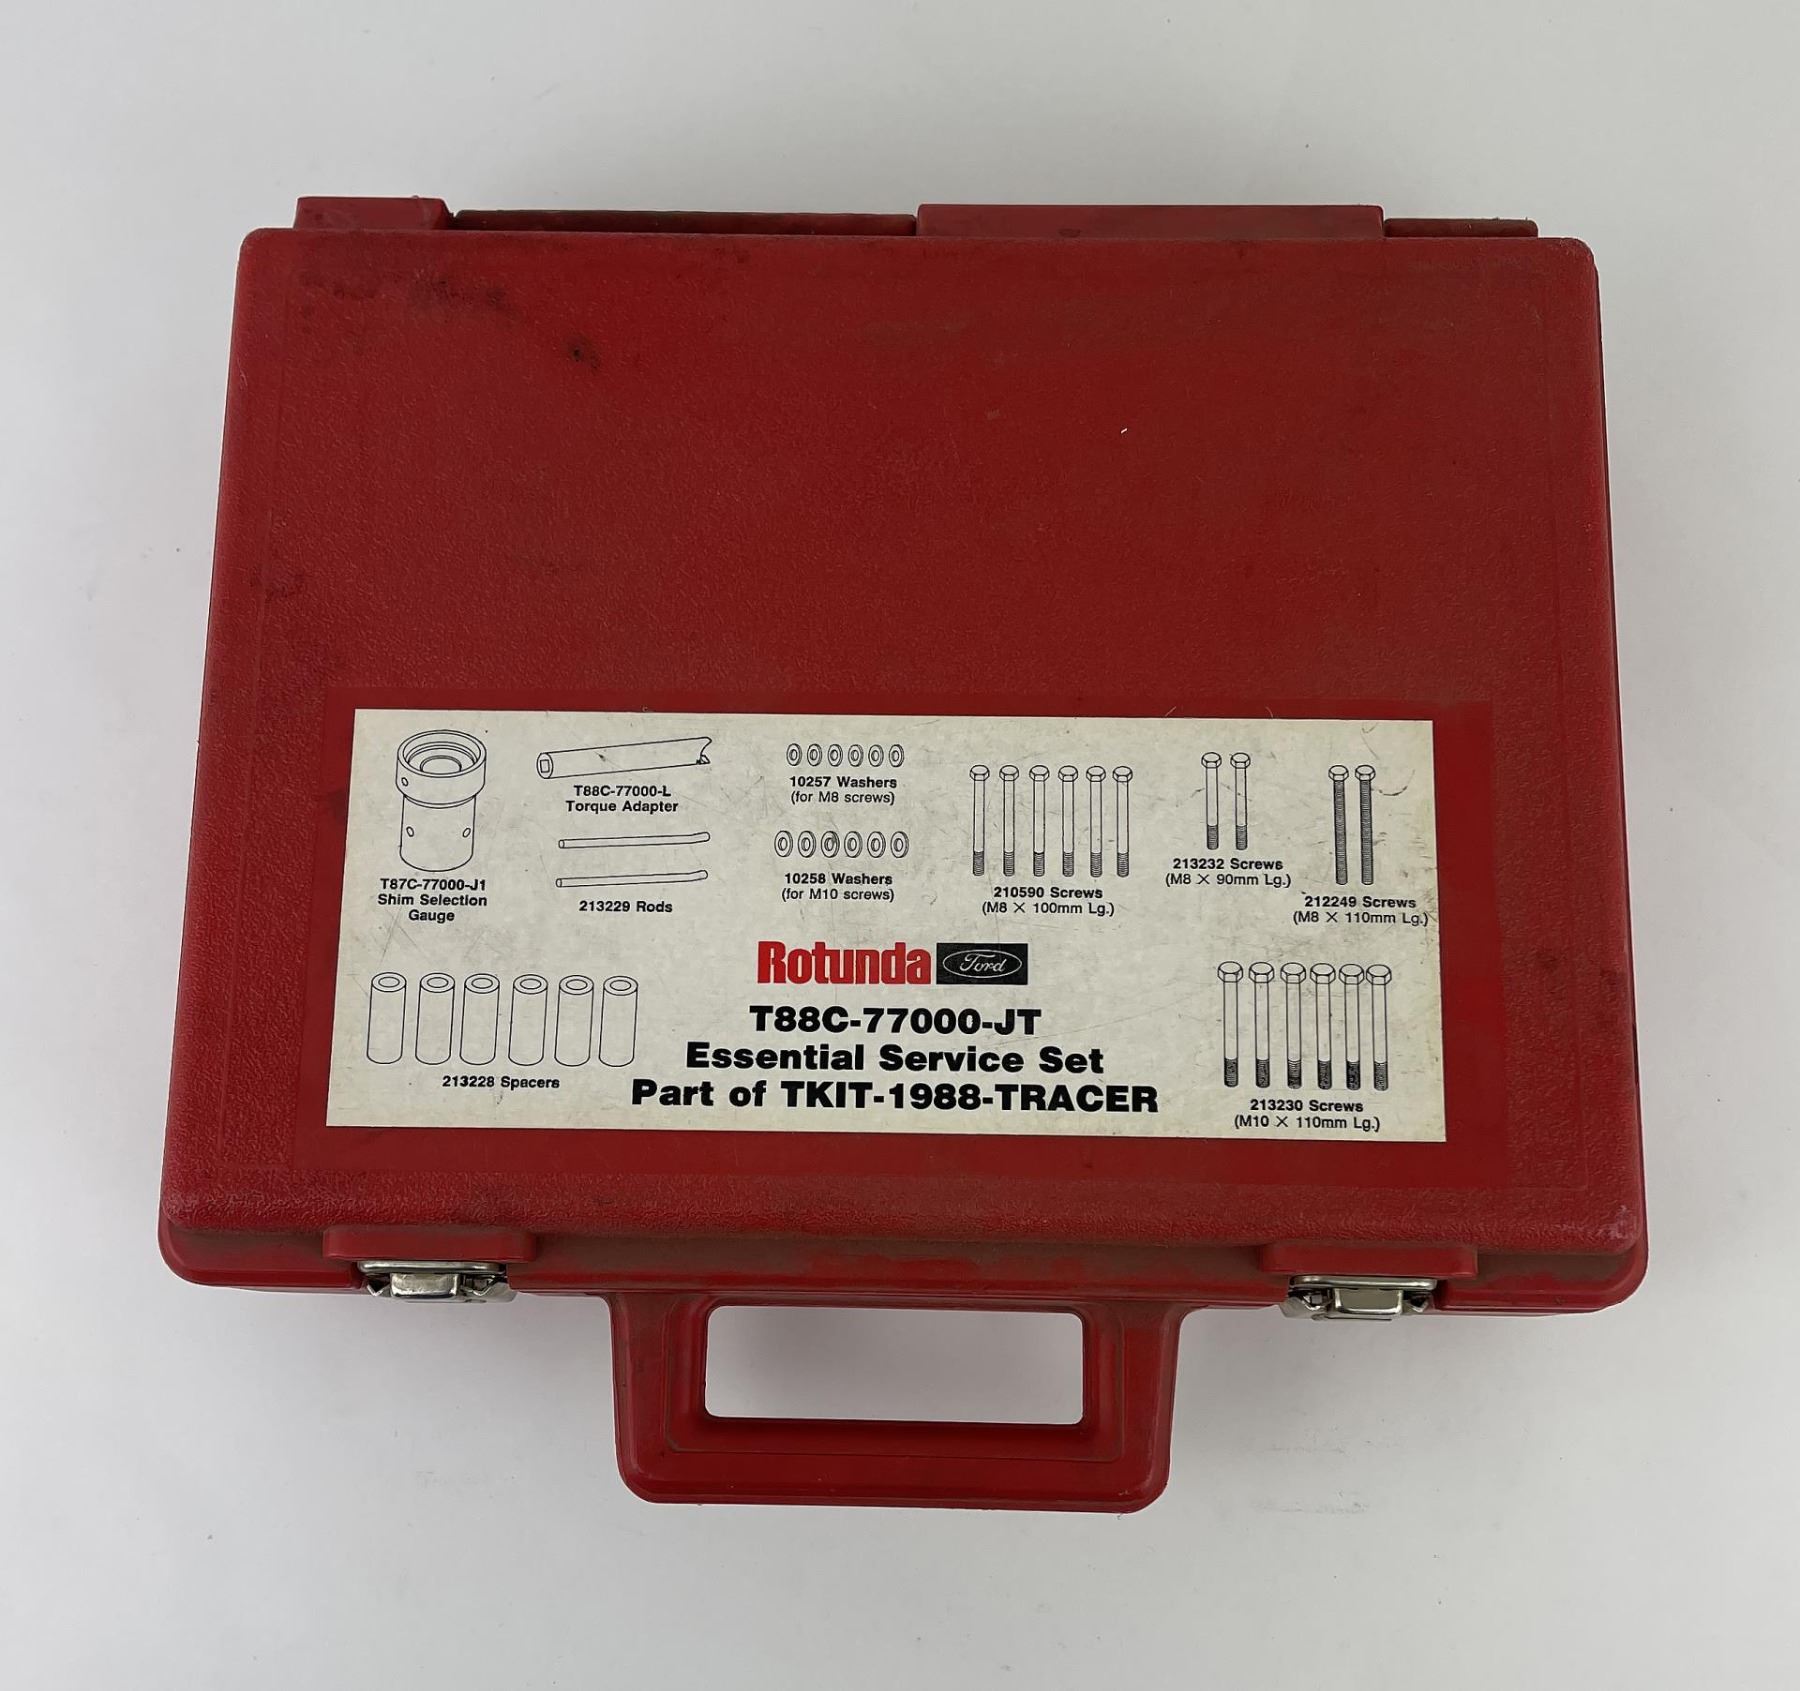 T87C-77000-J1
Shim Selection
Gauge
T88C-77000-L
Torque Adapter
213229 Rods
10257 Washers
(for M8 screws)
10258 Washers
(for M10 screws)
210590 Screws
(M8 X 100mm Lg.)
213232 Screws
(M8 X 90mm Lg.)
212249 Screws
(M8 X 110mm Lg.)
213228 Spacers
Rotunda Ford
T88C-77000-JT
Essential Service Set
Part of TKIT-1988-TRACER
213230 Screws
(M10 X 110mm Lg.)